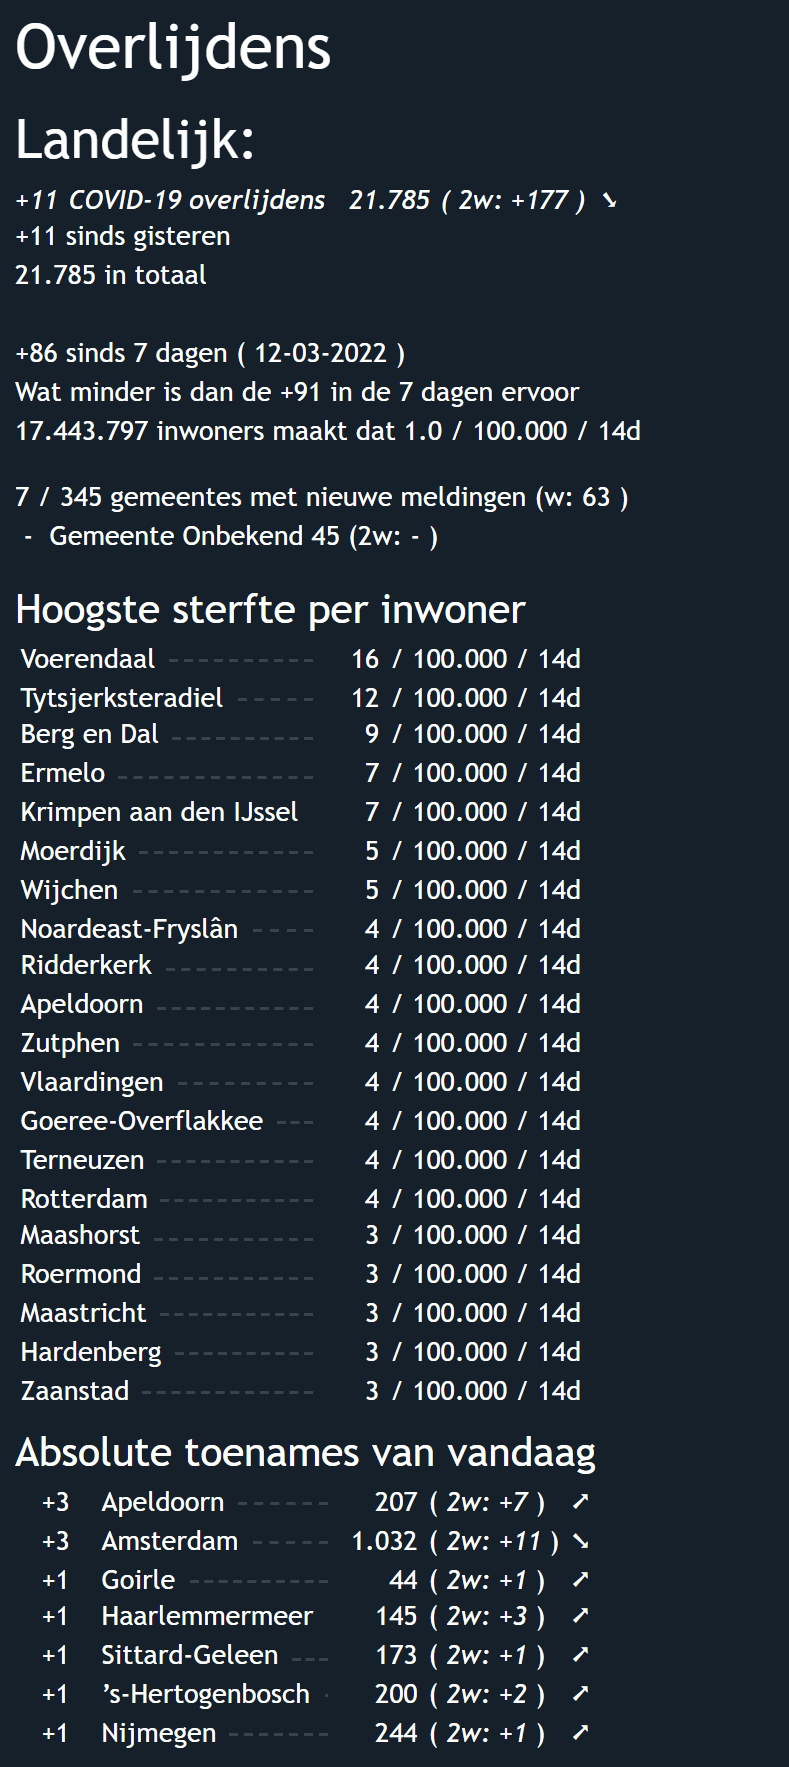 Overlijdens
Landelijk:
+11 COVID-19 overlijdens 21.785 ( 2w: +177 ) ➘
+11 sinds gisteren
21.785 in totaal
+86 sinds 7 dagen ( 12-03-2022 )
Wat minder is dan de +91 in de 7 dagen ervoor
17.443.797 inwoners maakt dat 1.0 / 100.000 / 14d
7 / 345 gemeentes met nieuwe meldingen (w: 63 )
- Gemeente Onbekend 45 (2w: - )
Hoogste sterfte per inwoner
Voerendaal ---------- 16 / 100.000 / 14d
Tytsjerksteradiel ----- 12 / 100.000 / 14d
Berg en Dal ---------- 9 / 100.000 / 14d
Ermelo ------------- 7 / 100.000 / 14d
Krimpen aan den IJssel 7 / 100.000 / 14d
Moerdijk ------------ 5 / 100.000 / 14d
Wijchen ------------ 5 / 100.000 / 14d
Noardeast-Fryslân ---- 4 / 100.000 / 14d
Ridderkerk ---------- 4 / 100.000 / 14d
Apeldoorn ----------- 4 / 100.000 / 14d
Zutphen ------------ 4 / 100.000 / 14d
Vlaardingen --------- 4 / 100.000 / 14d
Goeree-Overflakkee --- 4 / 100.000 / 14d
Terneuzen ----------- 4 / 100.000 / 14d
Rotterdam ----------- 4 / 100.000 / 14d
Maashorst ----------- 3 / 100.000 / 14d
Roermond ----------- 3 / 100.000 / 14d
Maastricht ----------- 3 / 100.000 / 14d
Hardenberg ---------- 3 / 100.000 / 14d
Zaanstad ------------ 3 / 100.000 / 14d
Absolute toenames van vandaag
+3 Apeldoorn ------ 207 ( 2w: +7 ) ➚
+3 Amsterdam ----- 1.032 ( 2w: +11 ) ➘
+1 Goirle ---------- 44 ( 2w: +1 ) ➚
+1 Haarlemmermeer 145 ( 2w: +3 ) ➚
+1 Sittard-Geleen --- 173 ( 2w: +1 ) ➚
+1 ’s-Hertogenbosch - 200 ( 2w: +2 ) ➚
+1 Nijmegen ------- 244 ( 2w: +1 ) ➚